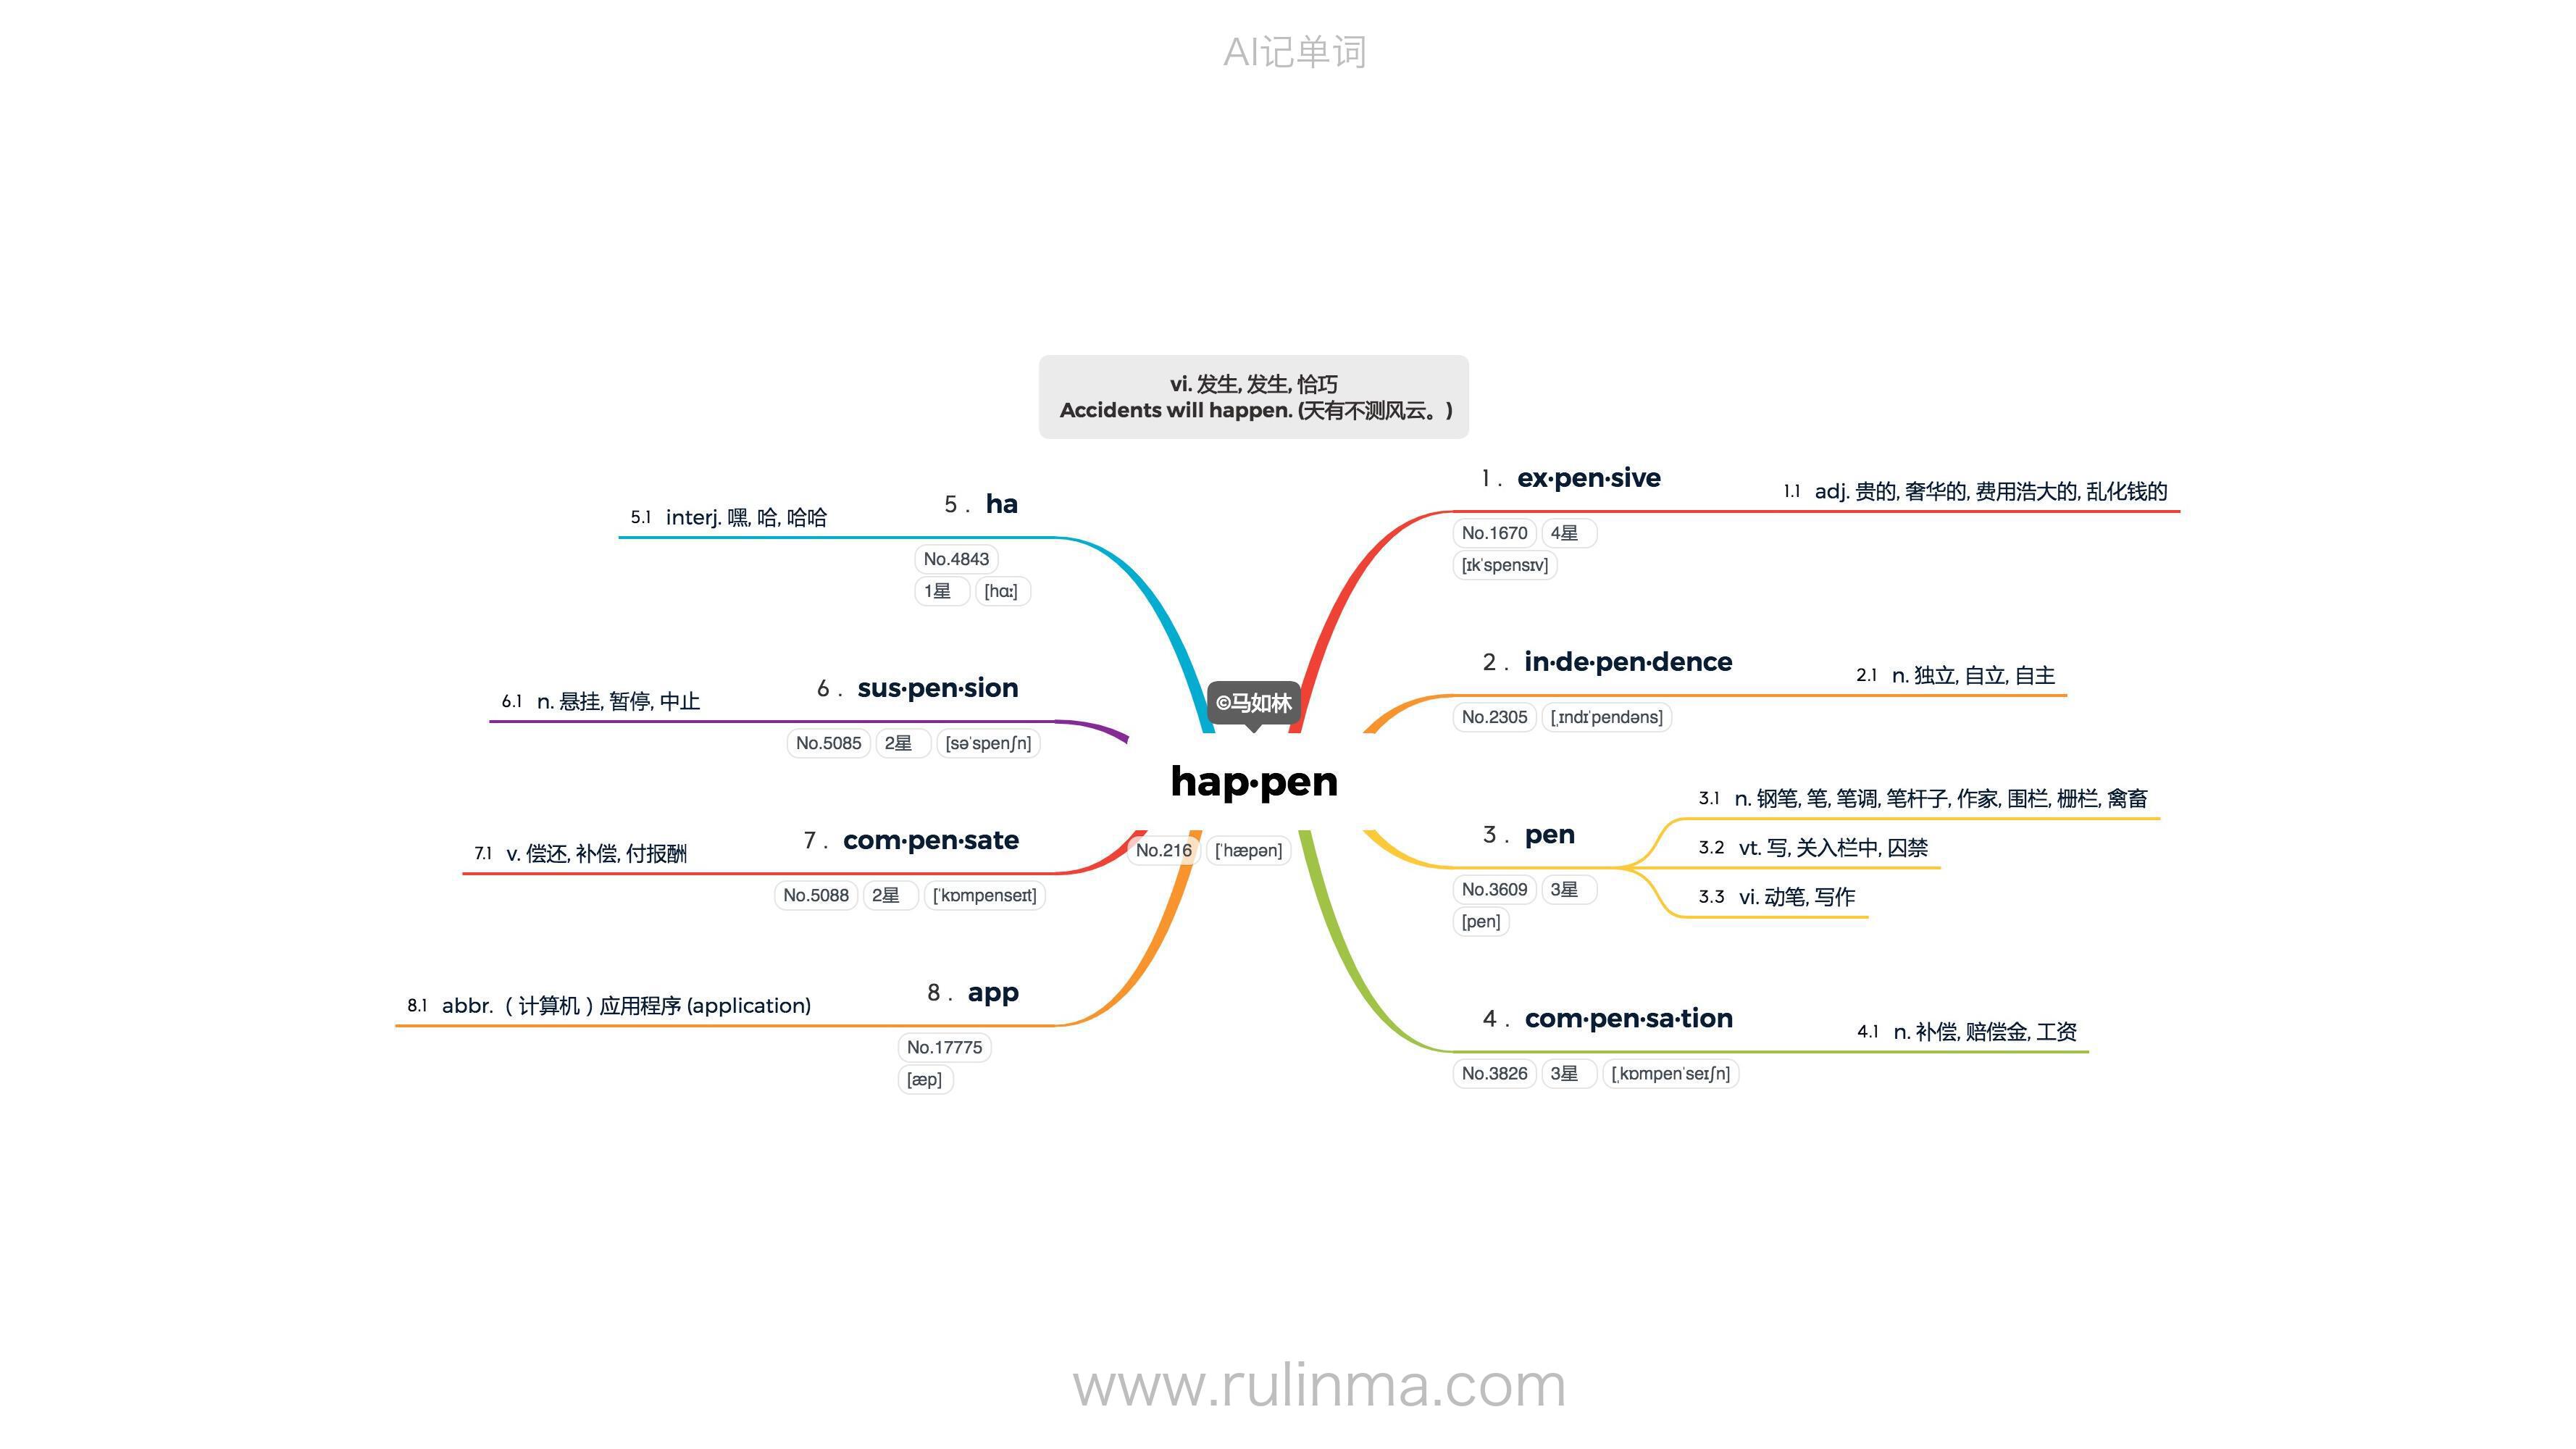 AI记单词
vi. 发生, 发生, 恰巧
Accidents will happen. (天有不测风云。)
©马如林
hap·pen
No.216 [ˈhæpən]
1 . ex·pen·sive
No.1670 4星
[ɪkˈspensɪv]
1.1 adj. 贵的, 奢华的, 费用浩大的, 乱化钱的
2 . in·de·pen·dence
No.2305 [ˌɪndɪˈpendəns]
2.1 n. 独立, 自立, 自主
3 . pen
No.3609 3星
[pen]
3.1 n. 钢笔, 笔, 笔调, 笔杆子, 作家, 围栏, 栅栏, 禽畜
3.2 vt. 写, 关入栏中, 囚禁
3.3 vi. 动笔, 写作
4 . com·pen·sa·tion
No.3826 3星 [ˌkɒmpenˈseɪʃn]
4.1 n. 补偿, 赔偿金, 工资
5 . ha
No.4843
1星 [hɑː]
5.1 interj. 嘿, 哈, 哈哈
6 . sus·pen·sion
No.5085 2星 [səˈspenʃn]
6.1 n. 悬挂, 暂停, 中止
7 . com·pen·sate
No.5088 2星 [ˈkɒmpenseɪt]
7.1 v. 偿还, 补偿, 付报酬
8 . app
No.17775
[æp]
8.1 abbr.（计算机）应用程序 (application)
www.rulinma.com